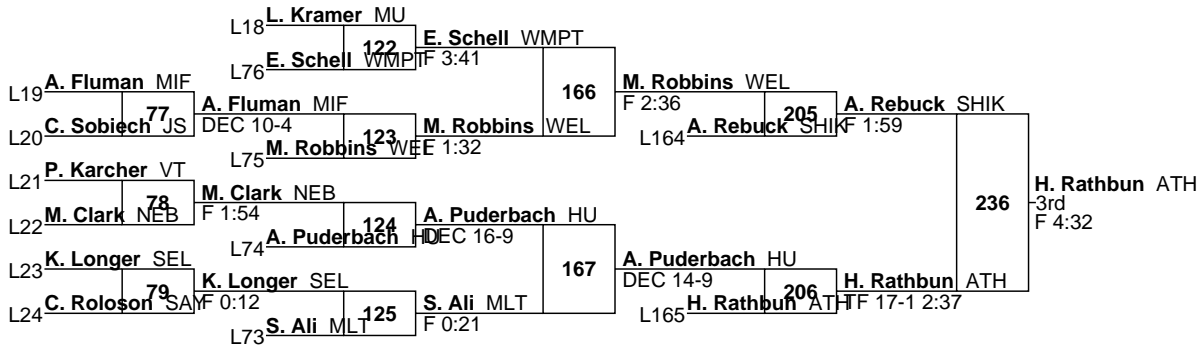 L18 L. Kramer MU
122
L76 E. Schell WMPT
E. Schell WMPT
F 3:41
L19 A. Fluman MIF
77
L20 C. Sobiech JS
A. Fluman MIF
DEC 10-4
123
L75 M. Robbins WEL
M. Robbins WEL
F 1:32
166
M. Robbins WEL
F 2:36
205
L164 A. Rebuck SHIK
A. Rebuck SHIK
F 1:59
L21 P. Karcher VT
78
L22 M. Clark NEB
M. Clark NEB
F 1:54
124
L74 A. Puderbach HU
A. Puderbach HU
DEC 16-9
L23 K. Longer SEL
79
L24 C. Roloson SAY
K. Longer SEL
F 0:12
125
L73 S. Ali MLT
S. Ali MLT
F 0:21
167
A. Puderbach HU
DEC 14-9
206
L165 H. Rathbun ATH
H. Rathbun ATH
TF 17-1 2:37
236
H. Rathbun ATH
3rd
F 4:32